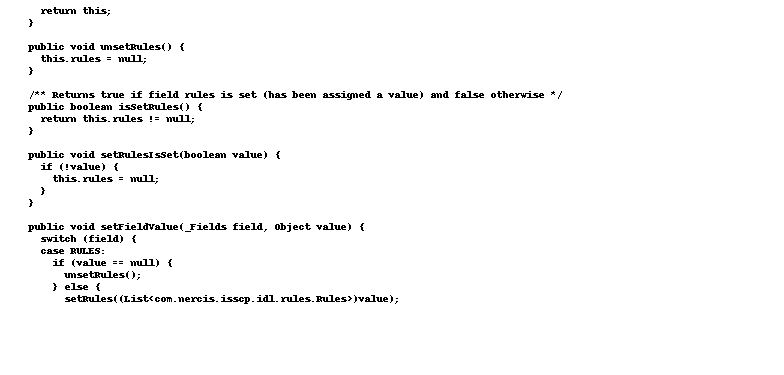 return this;
  }

  public void unsetRules() {
    this.rules = null;
  }

  /** Returns true if field rules is set (has been assigned a value) and false otherwise */
  public boolean isSetRules() {
    return this.rules != null;
  }

  public void setRulesIsSet(boolean value) {
    if (!value) {
      this.rules = null;
    }
  }

  public void setFieldValue(_Fields field, Object value) {
    switch (field) {
    case RULES:
      if (value == null) {
        unsetRules();
      } else {
        setRules((List<com.nercis.isscp.idl.rules.Rules>)value);